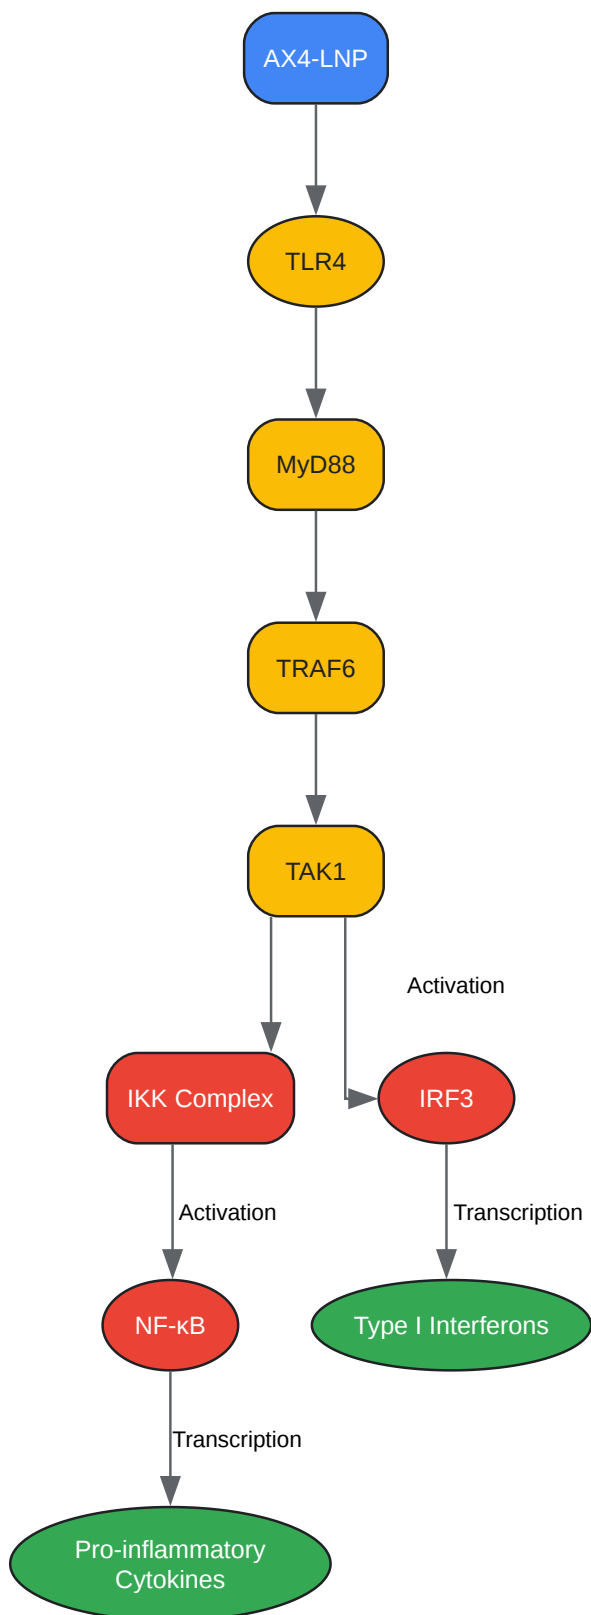 AX4-LNP
TLR4
MyD88
TRAF6
TAK1
Activation
IKK Complex
IRF3
Activation
Transcription
NF-κB
Type I Interferons
Transcription
Pro-inflammatory
Cytokines